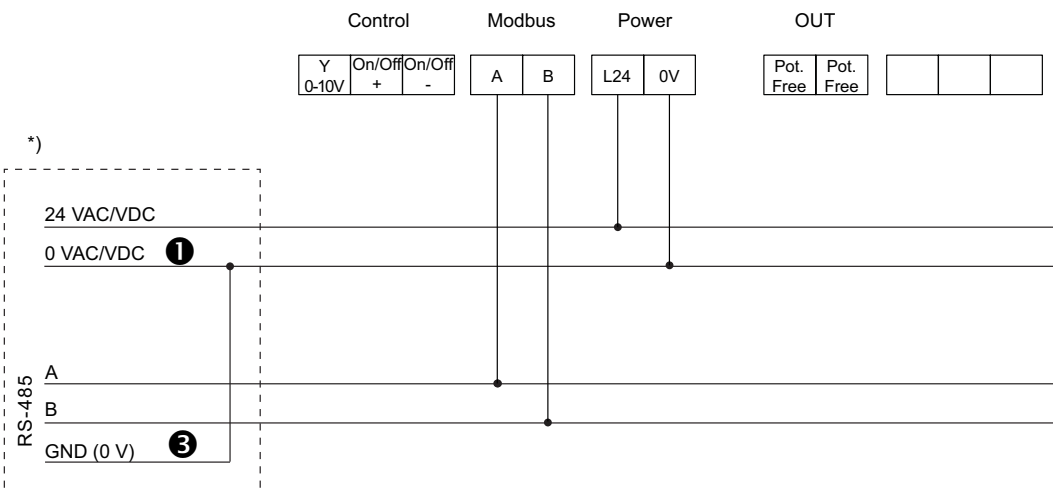 Control Modbus Power OUT
Y On/Off On/Off A B L24 0V Pot. Pot.
0-10V + - Free Free
*)
24 VAC/VDC
0 VAC/VDC ❶
A
B
RS-485
GND (0 V) ❸